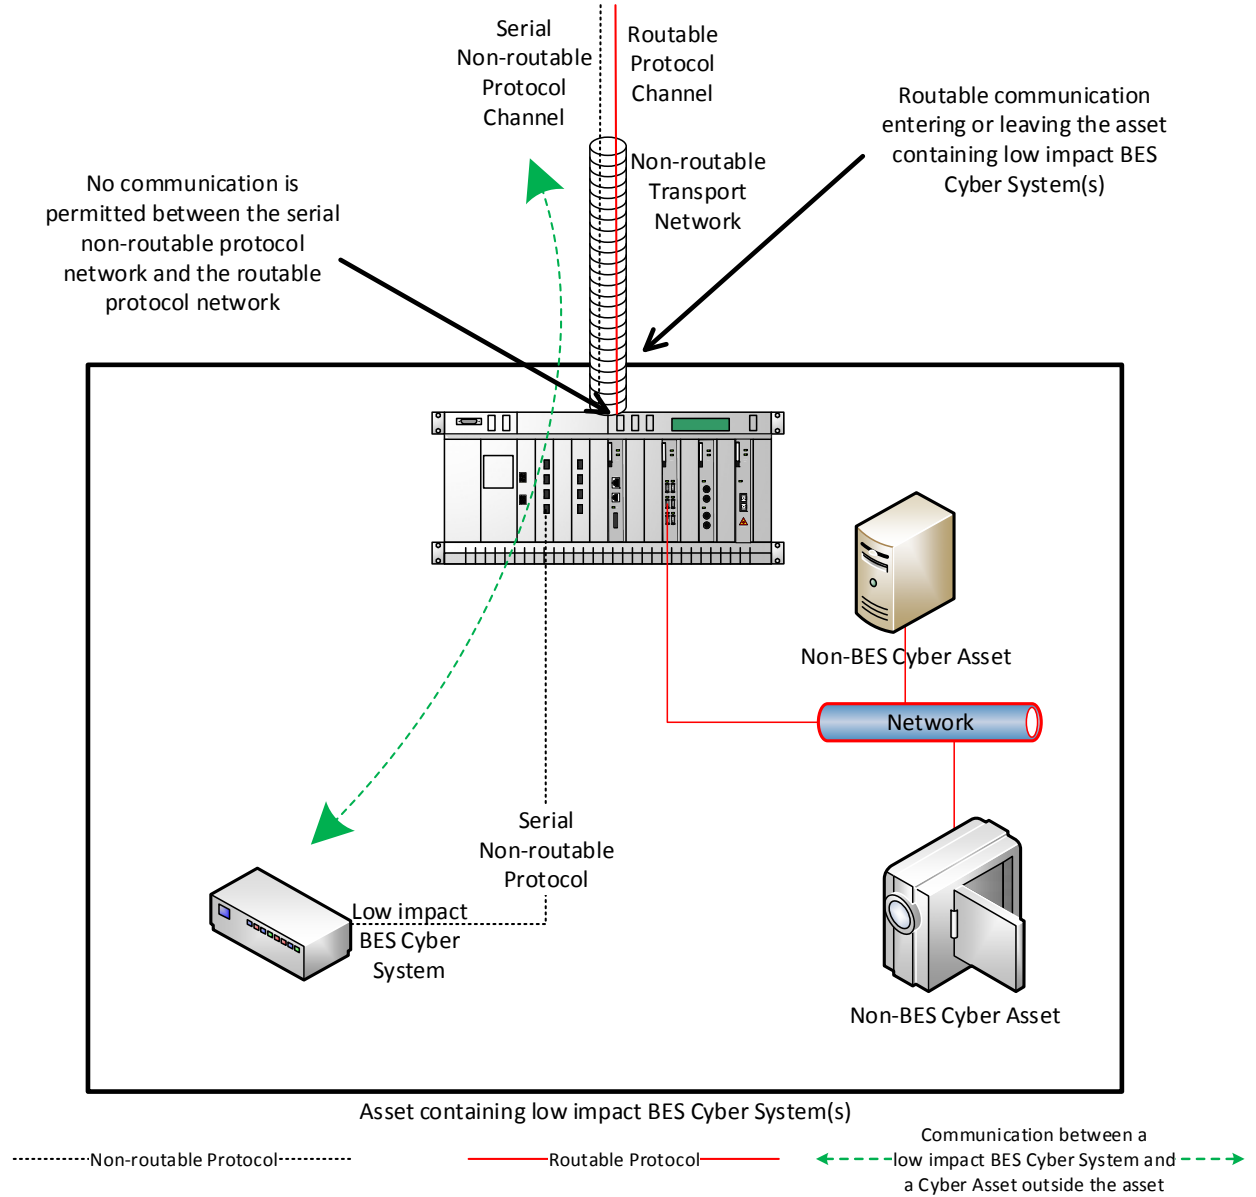 Serial
Non-routable
Protocol
Channel
Routable
Protocol
Channel
Routable communication
entering or leaving the asset
containing low impact BES
Cyber System(s)
Non-routable
Transport
Network
No communication is
permitted between the serial
non-routable protocol
network and the routable
protocol network
Non-BES Cyber Asset
Network
Serial
Non-routable
Protocol
Low impact
BES Cyber
System
Non-BES Cyber Asset
Asset containing low impact BES Cyber System(s)
Non-routable Protocol
Routable Protocol
Communication between a
low impact BES Cyber System and
a Cyber Asset outside the asset